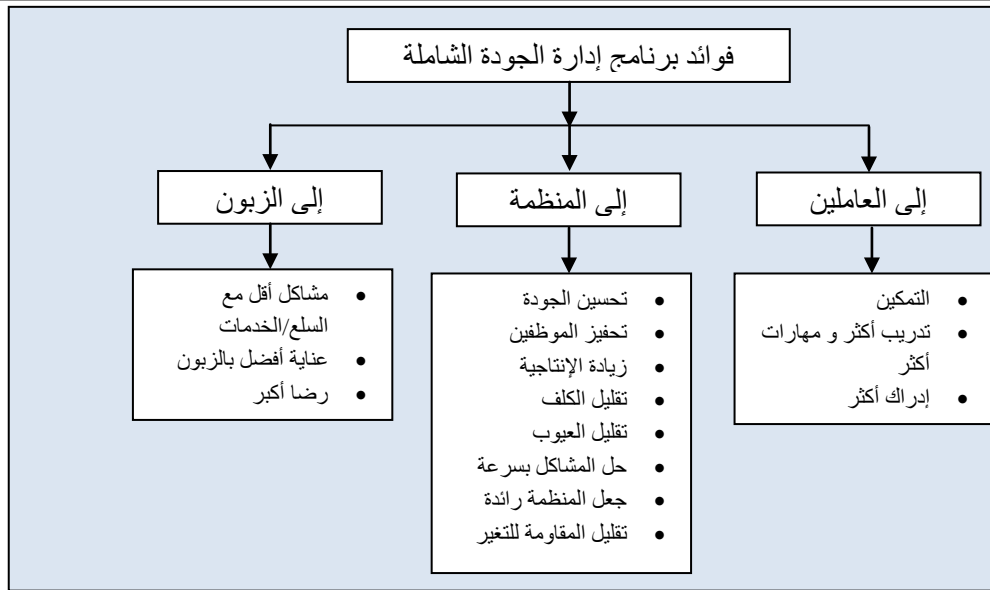 فوائد برنامج إدارة الجودة الشاملة
إلى العاملين
التمكين
تدريب أكثر و مهارات
أكثر
إدراك أكثر
إلى المنظمة
تحسين الجودة
تحفيز الموظفين
زيادة الإنتاجية
تقليل الكلف
تقليل العيوب
حل المشاكل بسرعة
جعل المنظمة رائدة
تقليل المقاومة للتغير
إلى الزبون
مشاكل أقل مع
السلع/الخدمات
عناية أفضل بالزبون
رضا أكبر